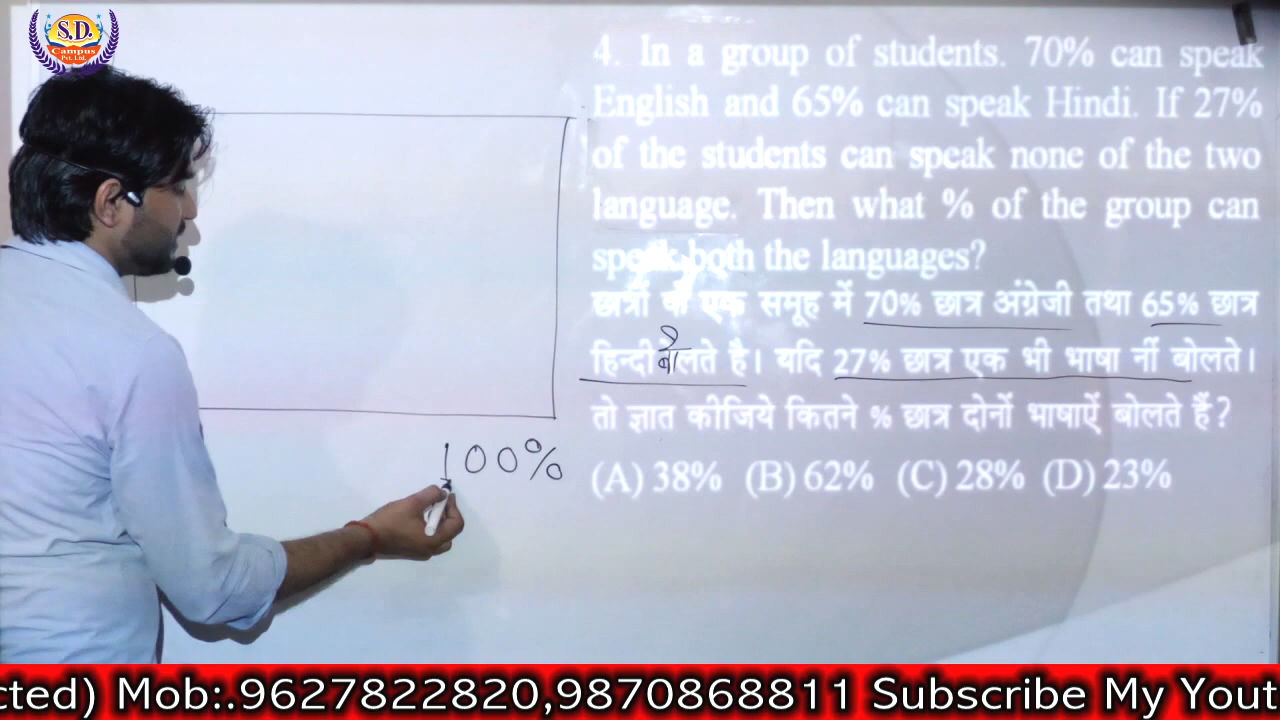 S.D.
Campus
Pvt. Ltd.
4. In a group of students. 70% can speak
English and 65% can speak Hindi. If 27%
of the students can speak none of the two
language. Then what % of the group can
speak both the languages?
छात्रों के एक समूह में 70% छात्र अंग्रेजी तथा 65% छात्र
हिन्दी बोलते है। यदि 27% छात्र एक भी भाषा नीं बोलते।
तो ज्ञात कीजिये कितने % छात्र दोनों भाषाऐं बोलते हैं?
(A) 38% (B) 62% (C) 28% (D) 23%
100%
cted) Mob:.9627822820,9870868811 Subscribe My Yout